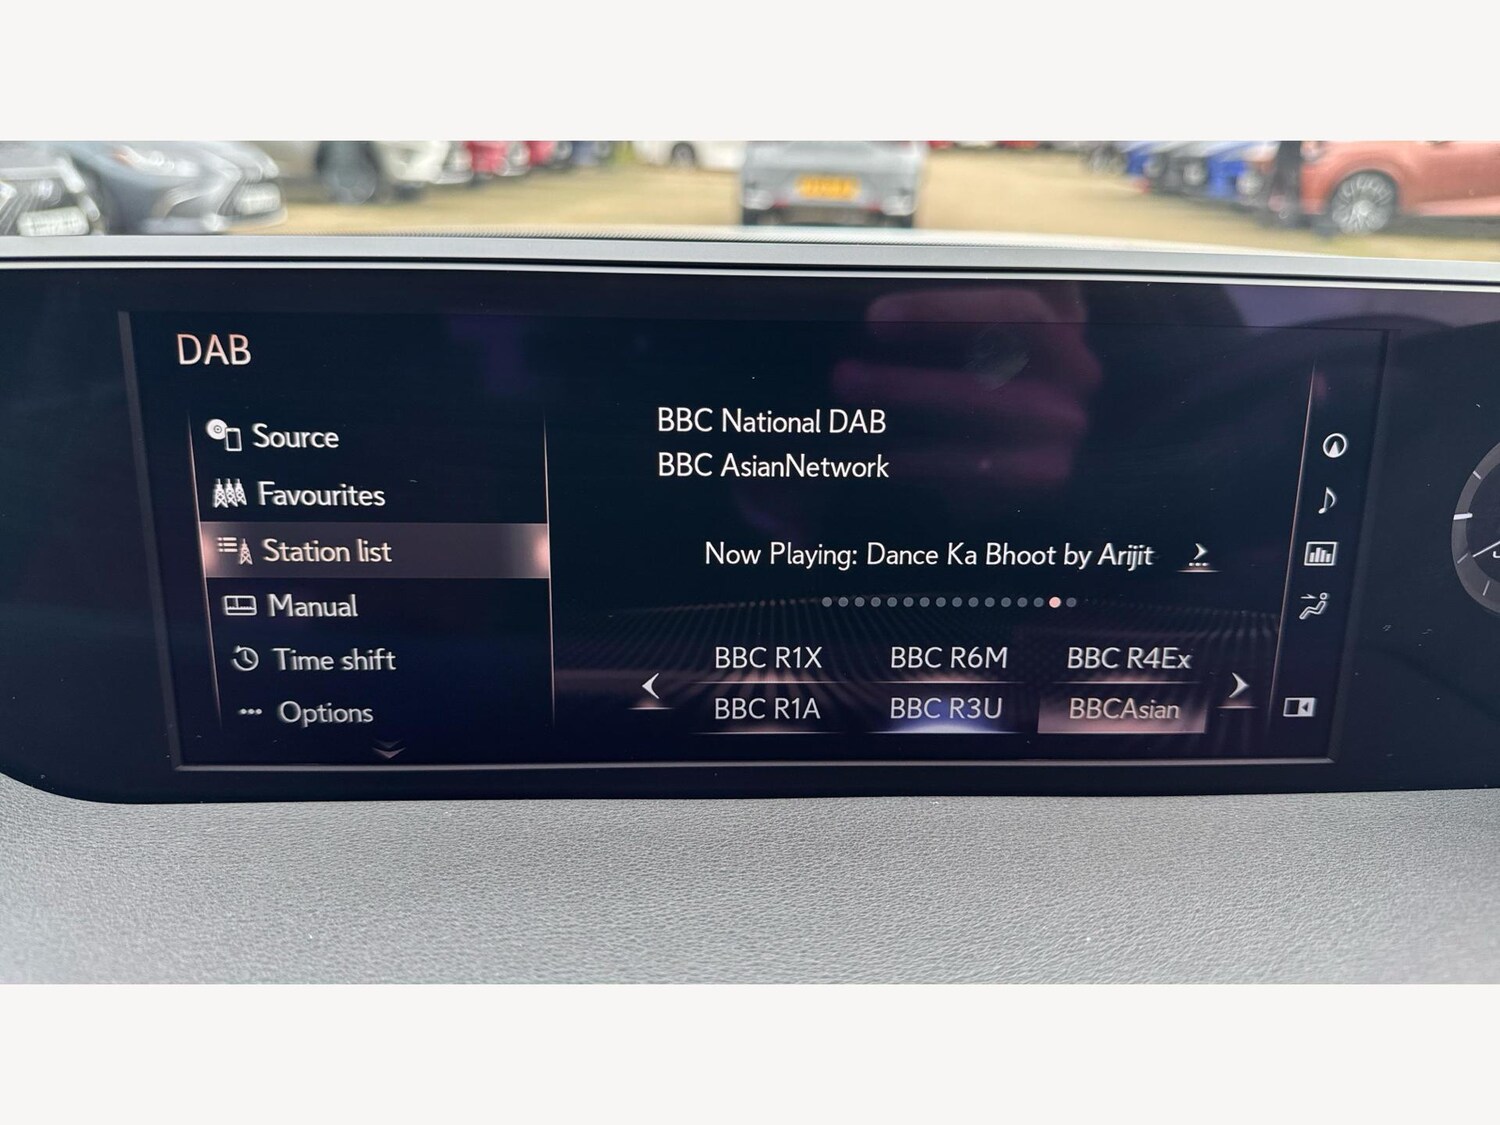 DAB
Source
Favourites
Station list
Manual
Time shift
Options
BBC National DAB
BBC AsianNetwork
Now Playing: Dance Ka Bhoot by Arijit
BBC R1X BBC R6M BBC R4Ex
BBC R1A BBC R3U BBCAsian